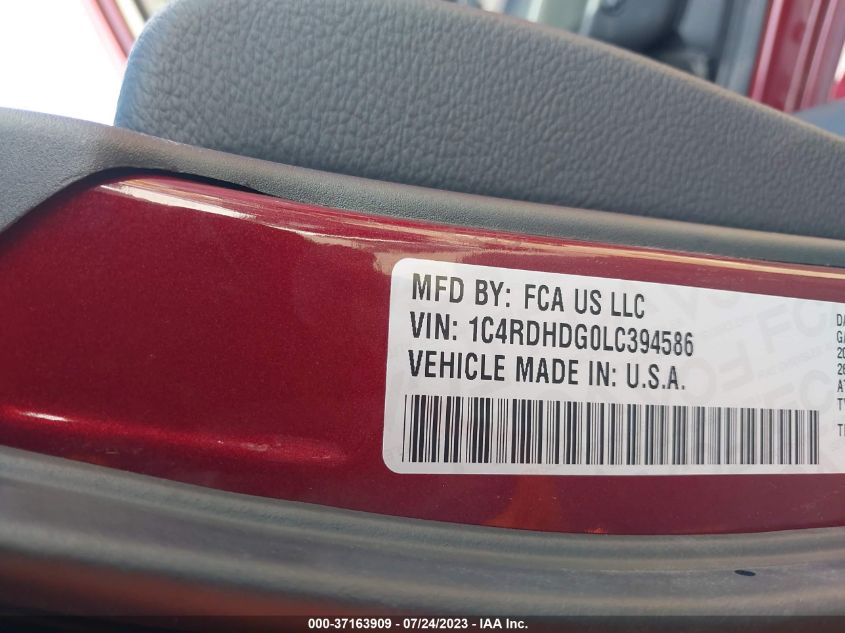 MFD BY: FCA US LLC
VIN: 1C4RDHDG0LC394586
VEHICLE MADE IN: U.S.A.
000-37163909 / 07/24/2023 - IAA Inc.